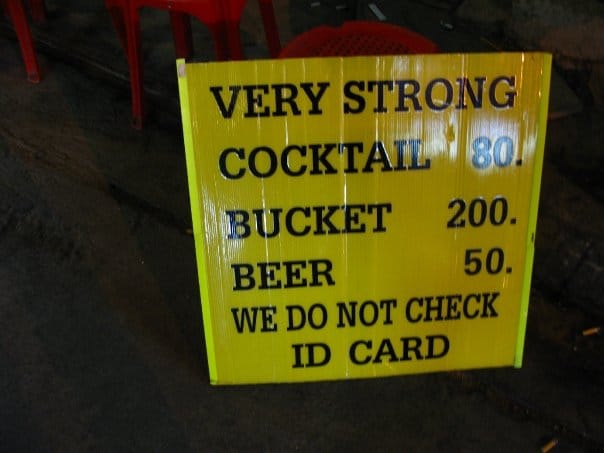 VERY STRONG
COCKTAIL 80.
BUCKET 200.
BEER 50.
WE DO NOT CHECK
ID CARD